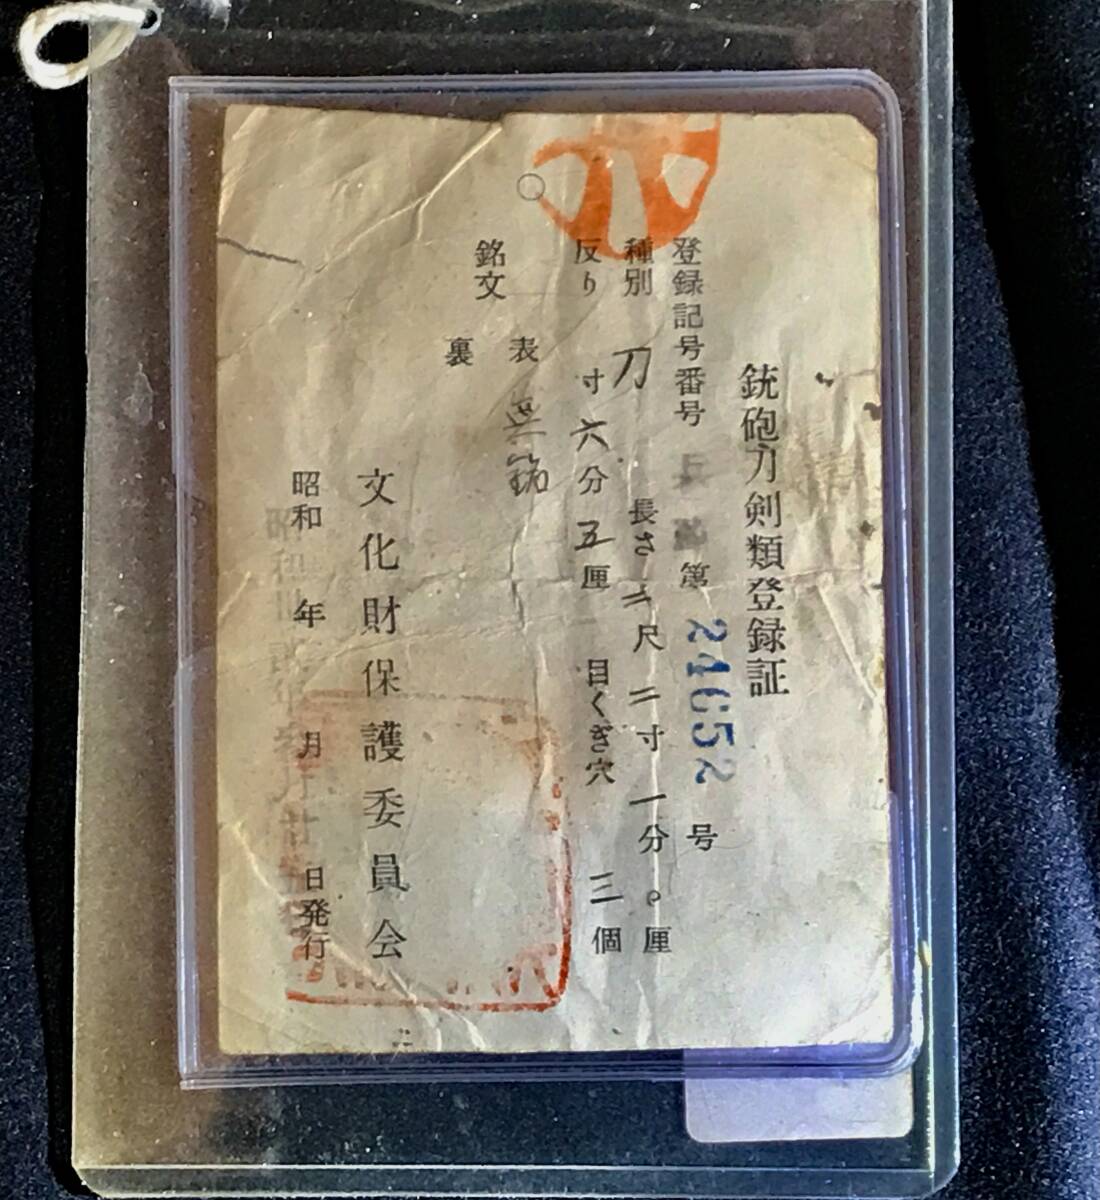 銃砲刀剣類登録証
登録記号番号 第 24652 号
種別 刀 長さ 二尺二寸一分〇厘
反り 寸六分五厘 目くぎ穴 三個
銘文 表 無銘
裏
文化財保護委員会
昭和 年 月 日発行